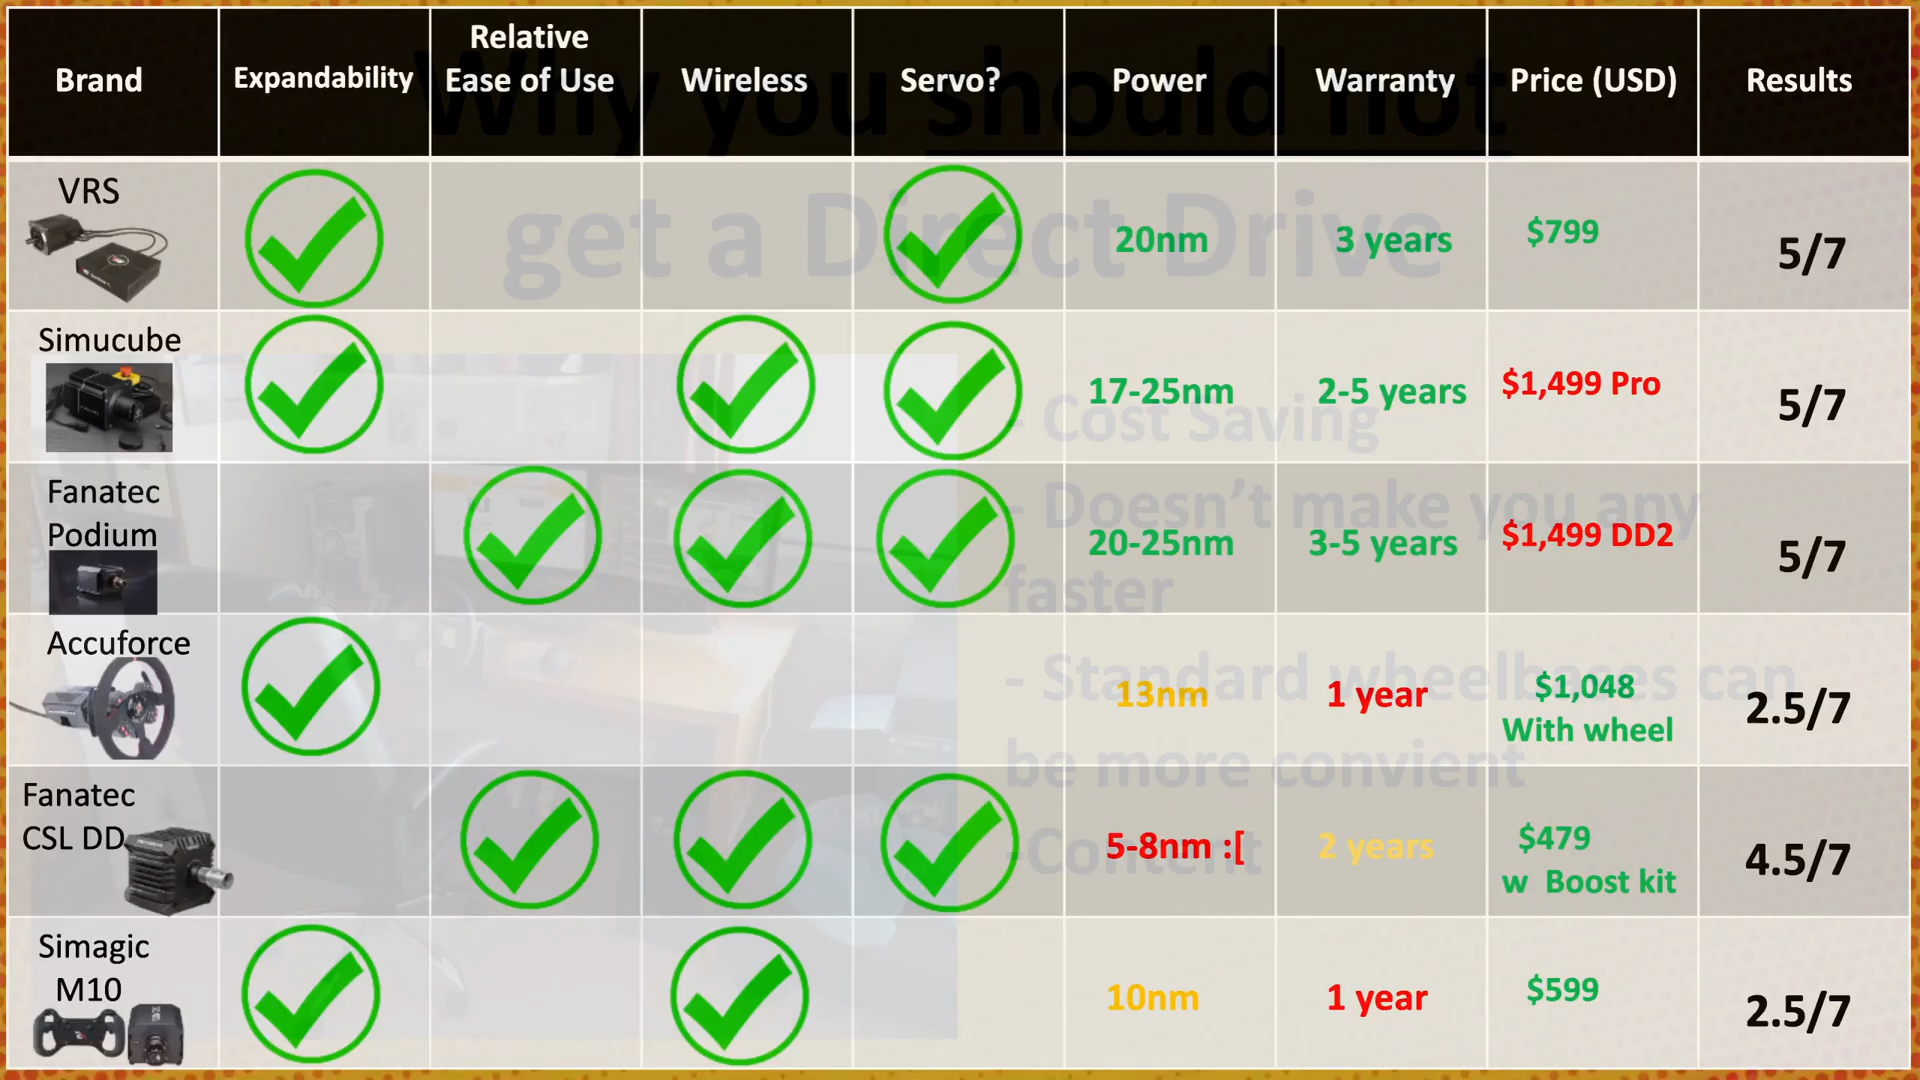 Brand
Expandability
Relative
Ease of Use
Wireless
Servo?
Power
Warranty
Price (USD)
Results
VRS
20nm
3 years
$799
5/7
Simucube
17-25nm
2-5 years
$1,499 Pro
5/7
Fanatec
Podium
20-25nm
3-5 years
$1,499 DD2
5/7
Accuforce
13nm
1 year
$1,048
With wheel
2.5/7
Fanatec
CSL DD
5-8nm :[
2 years
$479
w Boost kit
4.5/7
Simagic
M10
10nm
1 year
$599
2.5/7
Why you should not
get a Direct Drive
- Cost Saving
- Doesn't make you any
faster
- Standard wheelbases can
be more convient
-Content